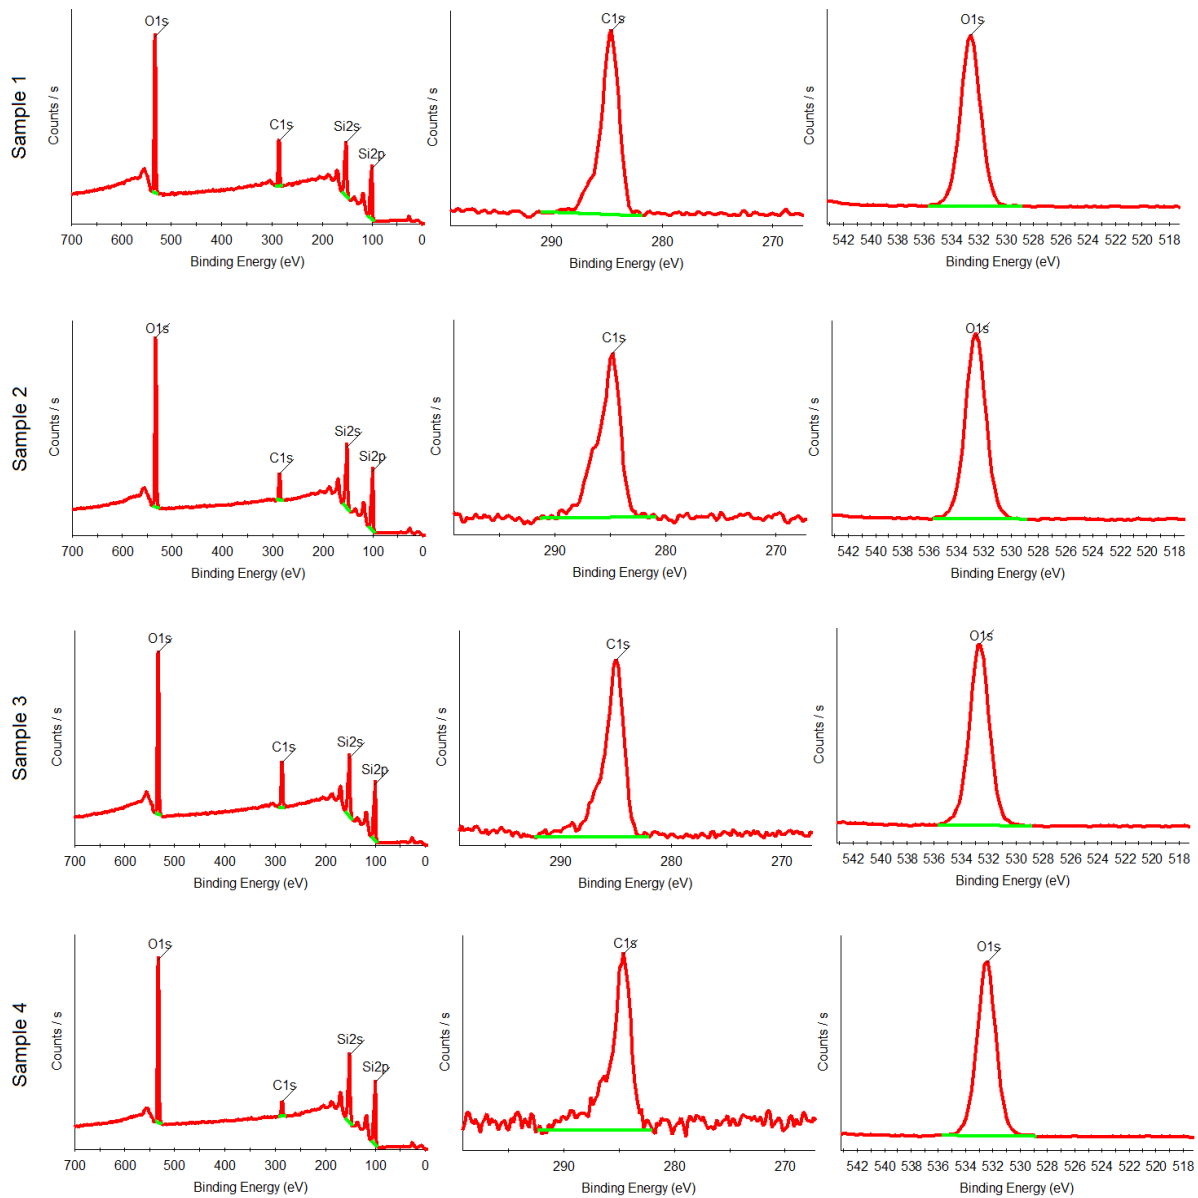 Sample 1
Counts / s
O1s
C1s
Si2s
Si2p
700 600 500 400 300 200 100 0
Binding Energy (eV)
Counts / s
C1s
290 280 270
Binding Energy (eV)
Counts / s
O1s
542 540 538 536 534 532 530 528 526 524 522 520 518
Binding Energy (eV)
Sample 2
Counts / s
O1s
C1s
Si2s
Si2p
700 600 500 400 300 200 100 0
Binding Energy (eV)
Counts / s
C1s
290 280 270
Binding Energy (eV)
Counts / s
O1s
542 540 538 536 534 532 530 528 526 524 522 520 518
Binding Energy (eV)
Sample 3
Counts / s
O1s
C1s
Si2s
Si2p
700 600 500 400 300 200 100 0
Binding Energy (eV)
Counts / s
C1s
290 280 270
Binding Energy (eV)
Counts / s
O1s
542 540 538 536 534 532 530 528 526 524 522 520 518
Binding Energy (eV)
Sample 4
Counts / s
O1s
C1s
Si2s
Si2p
700 600 500 400 300 200 100 0
Binding Energy (eV)
Counts / s
C1s
290 280 270
Binding Energy (eV)
Counts / s
O1s
542 540 538 536 534 532 530 528 526 524 522 520 518
Binding Energy (eV)